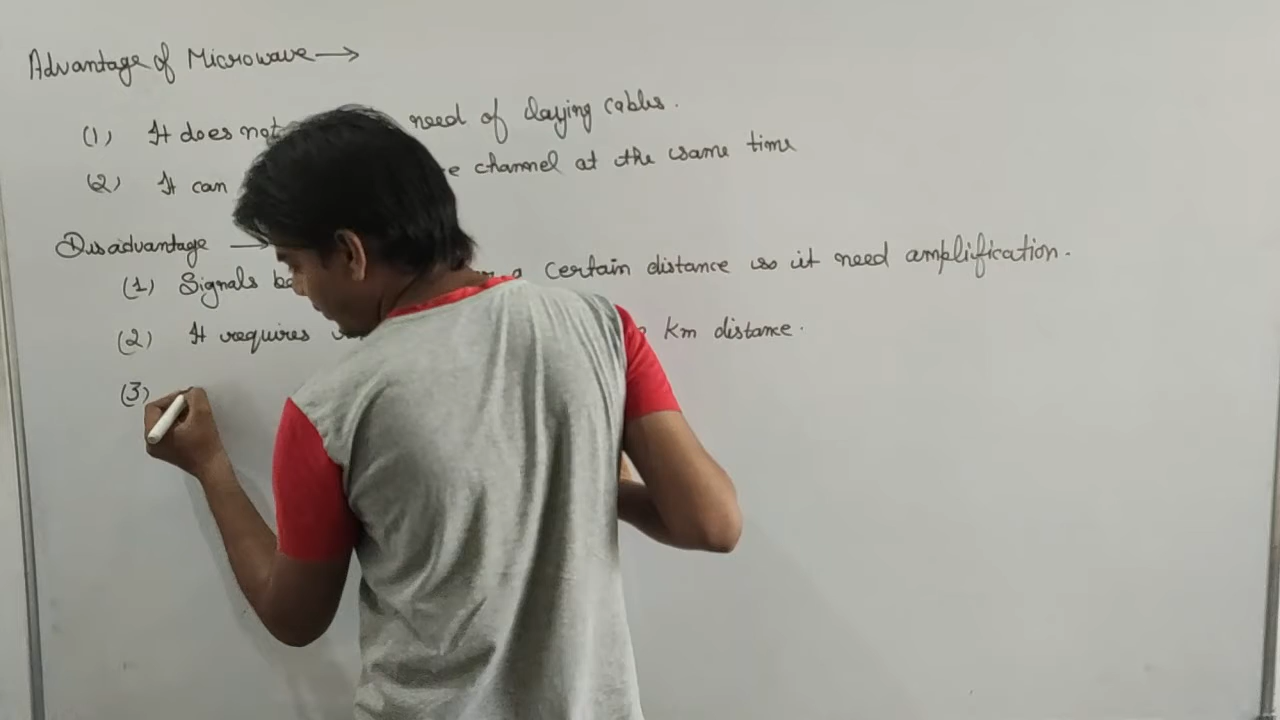 Advantage of Microwave →
(1) It does not need of laying cables.
(2) It can channel at the same time
Disadvantage →
(1) Signals a certain distance so it need amplification.
(2) It requires km distance.
(3)